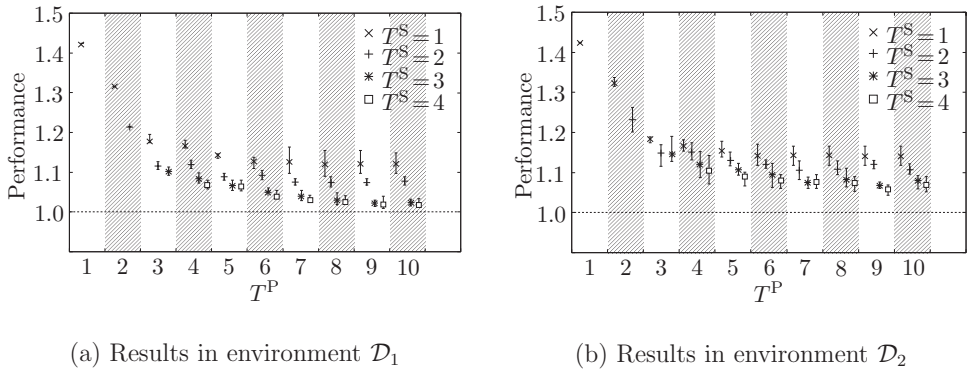 1.5
1.4
1.3
1.2
1.1
1.0
Performance
T^S=1
T^S=2
T^S=3
T^S=4
1 2 3 4 5 6 7 8 9 10
T^P
(a) Results in environment 𝒟₁
1.5
1.4
1.3
1.2
1.1
1.0
Performance
T^S=1
T^S=2
T^S=3
T^S=4
1 2 3 4 5 6 7 8 9 10
T^P
(b) Results in environment 𝒟₂